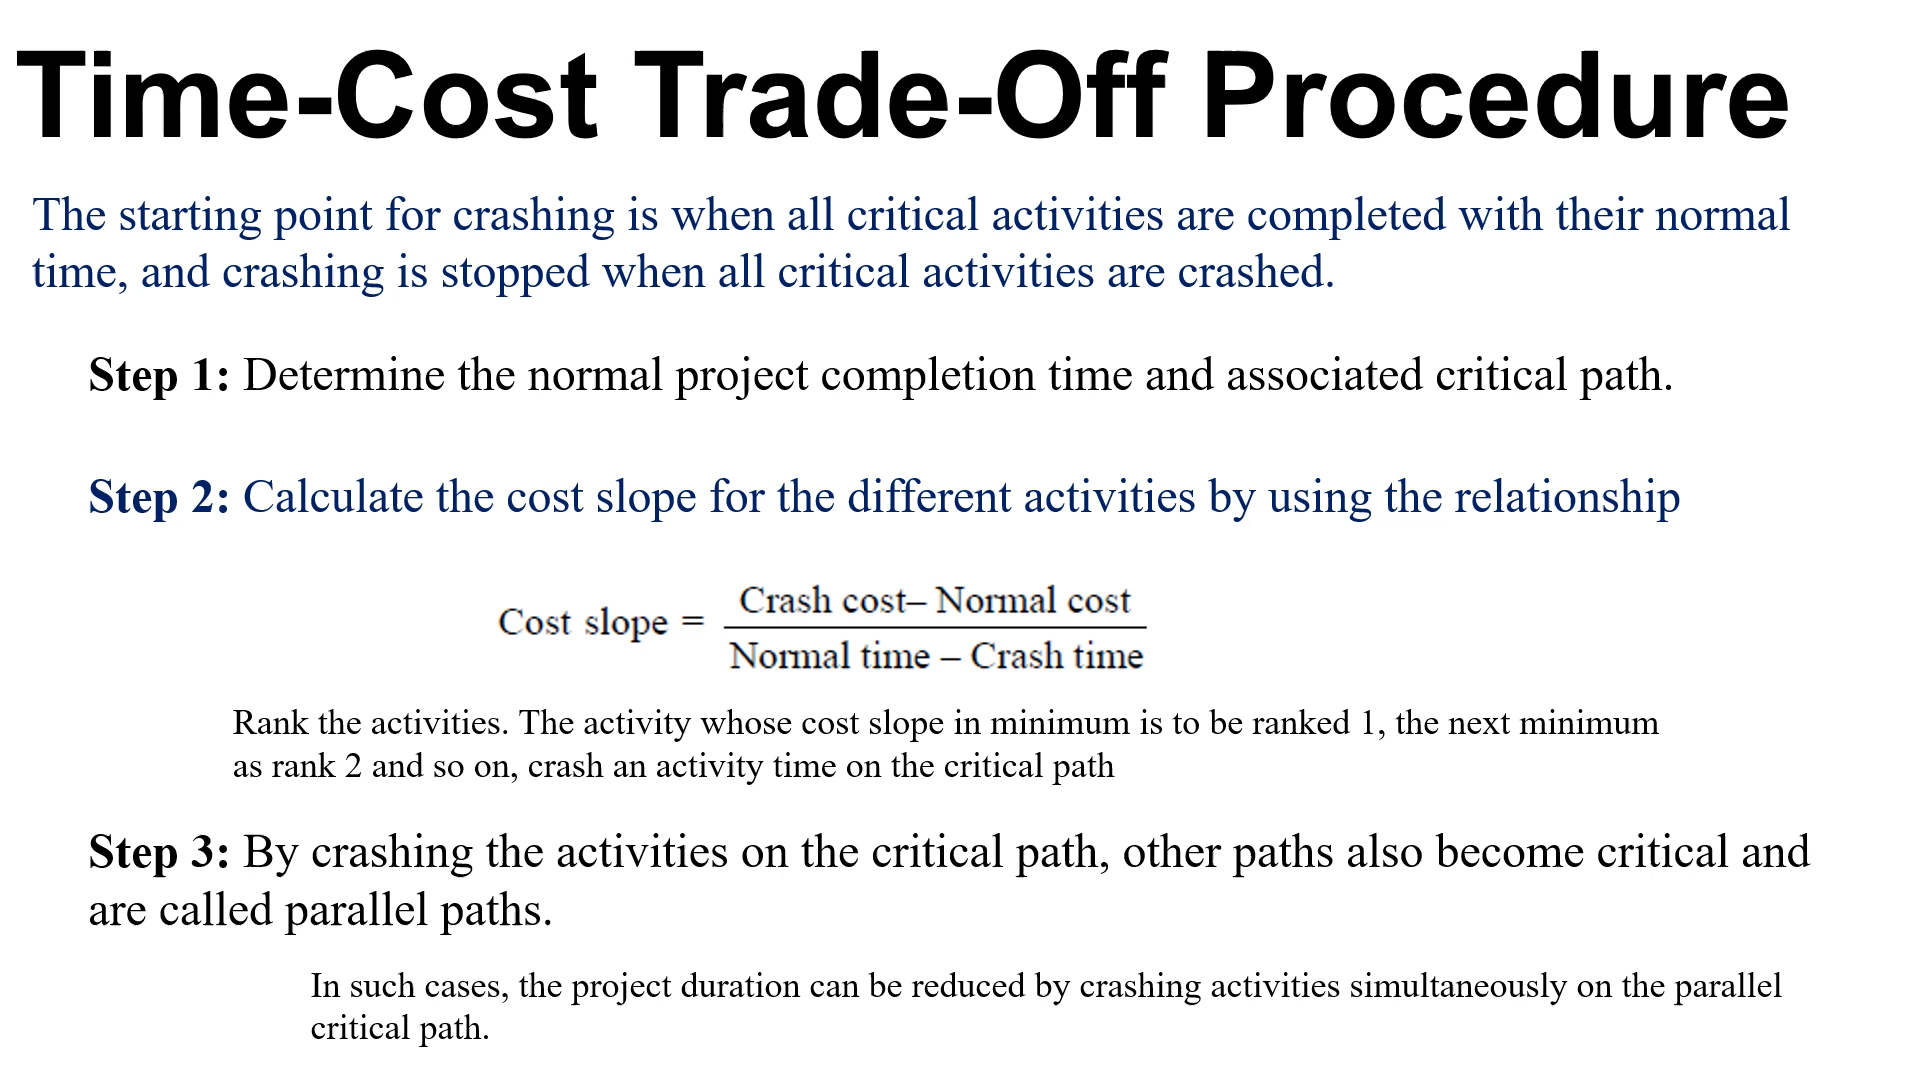 Time-Cost Trade-Off Procedure
The starting point for crashing is when all critical activities are completed with their normal
time, and crashing is stopped when all critical activities are crashed.
Step 1: Determine the normal project completion time and associated critical path.
Step 2: Calculate the cost slope for the different activities by using the relationship
Cost slope = Crash cost– Normal cost
Normal time – Crash time
Rank the activities. The activity whose cost slope in minimum is to be ranked 1, the next minimum
as rank 2 and so on, crash an activity time on the critical path
Step 3: By crashing the activities on the critical path, other paths also become critical and
are called parallel paths.
In such cases, the project duration can be reduced by crashing activities simultaneously on the parallel
critical path.